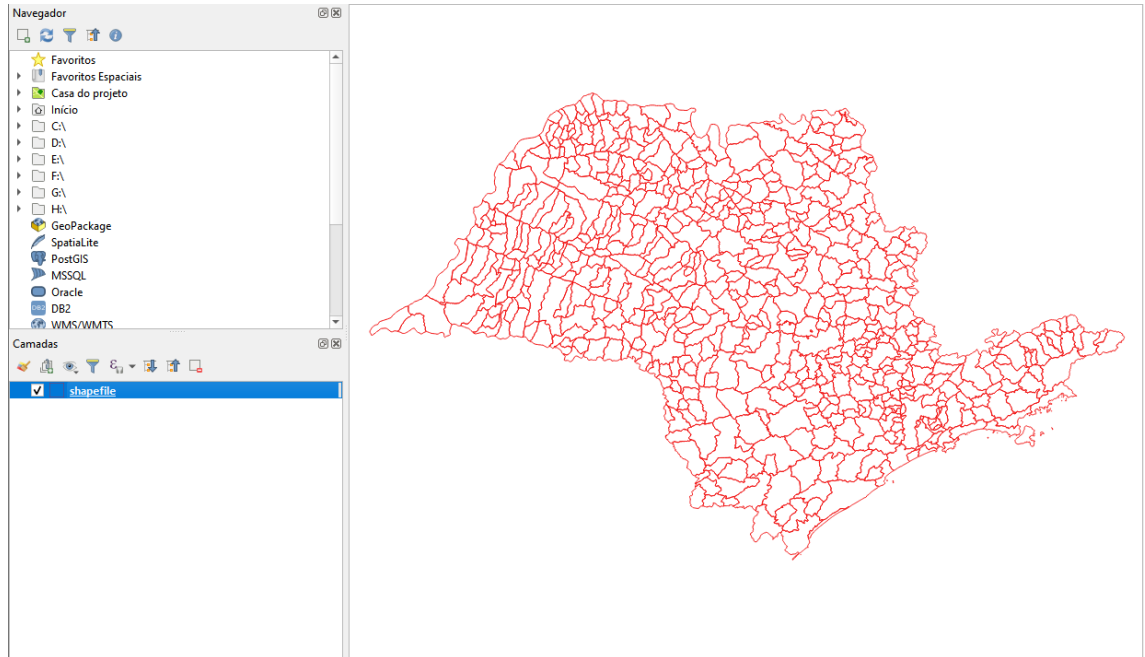 Navegador
Favoritos
Favoritos Espaciais
Casa do projeto
Início
C:\
D:\
E:\
F:\
G:\
H:\
GeoPackage
SpatiaLite
PostGIS
MSSQL
Oracle
DB2
DB2
WMS/WMTS
Camadas
shapefile